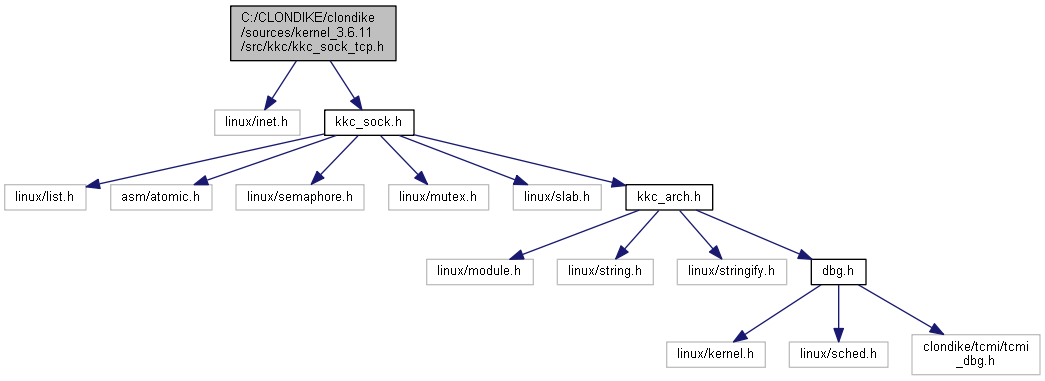 C:/CLONDIKE/clondike
/sources/kernel_3.6.11
/src/kkc/kkc_sock_tcp.h
linux/inet.h
kkc_sock.h
linux/list.h
asm/atomic.h
linux/semaphore.h
linux/mutex.h
linux/slab.h
kkc_arch.h
linux/module.h
linux/string.h
linux/stringify.h
dbg.h
linux/kernel.h
linux/sched.h
clondike/tcmi/tcmi
_dbg.h